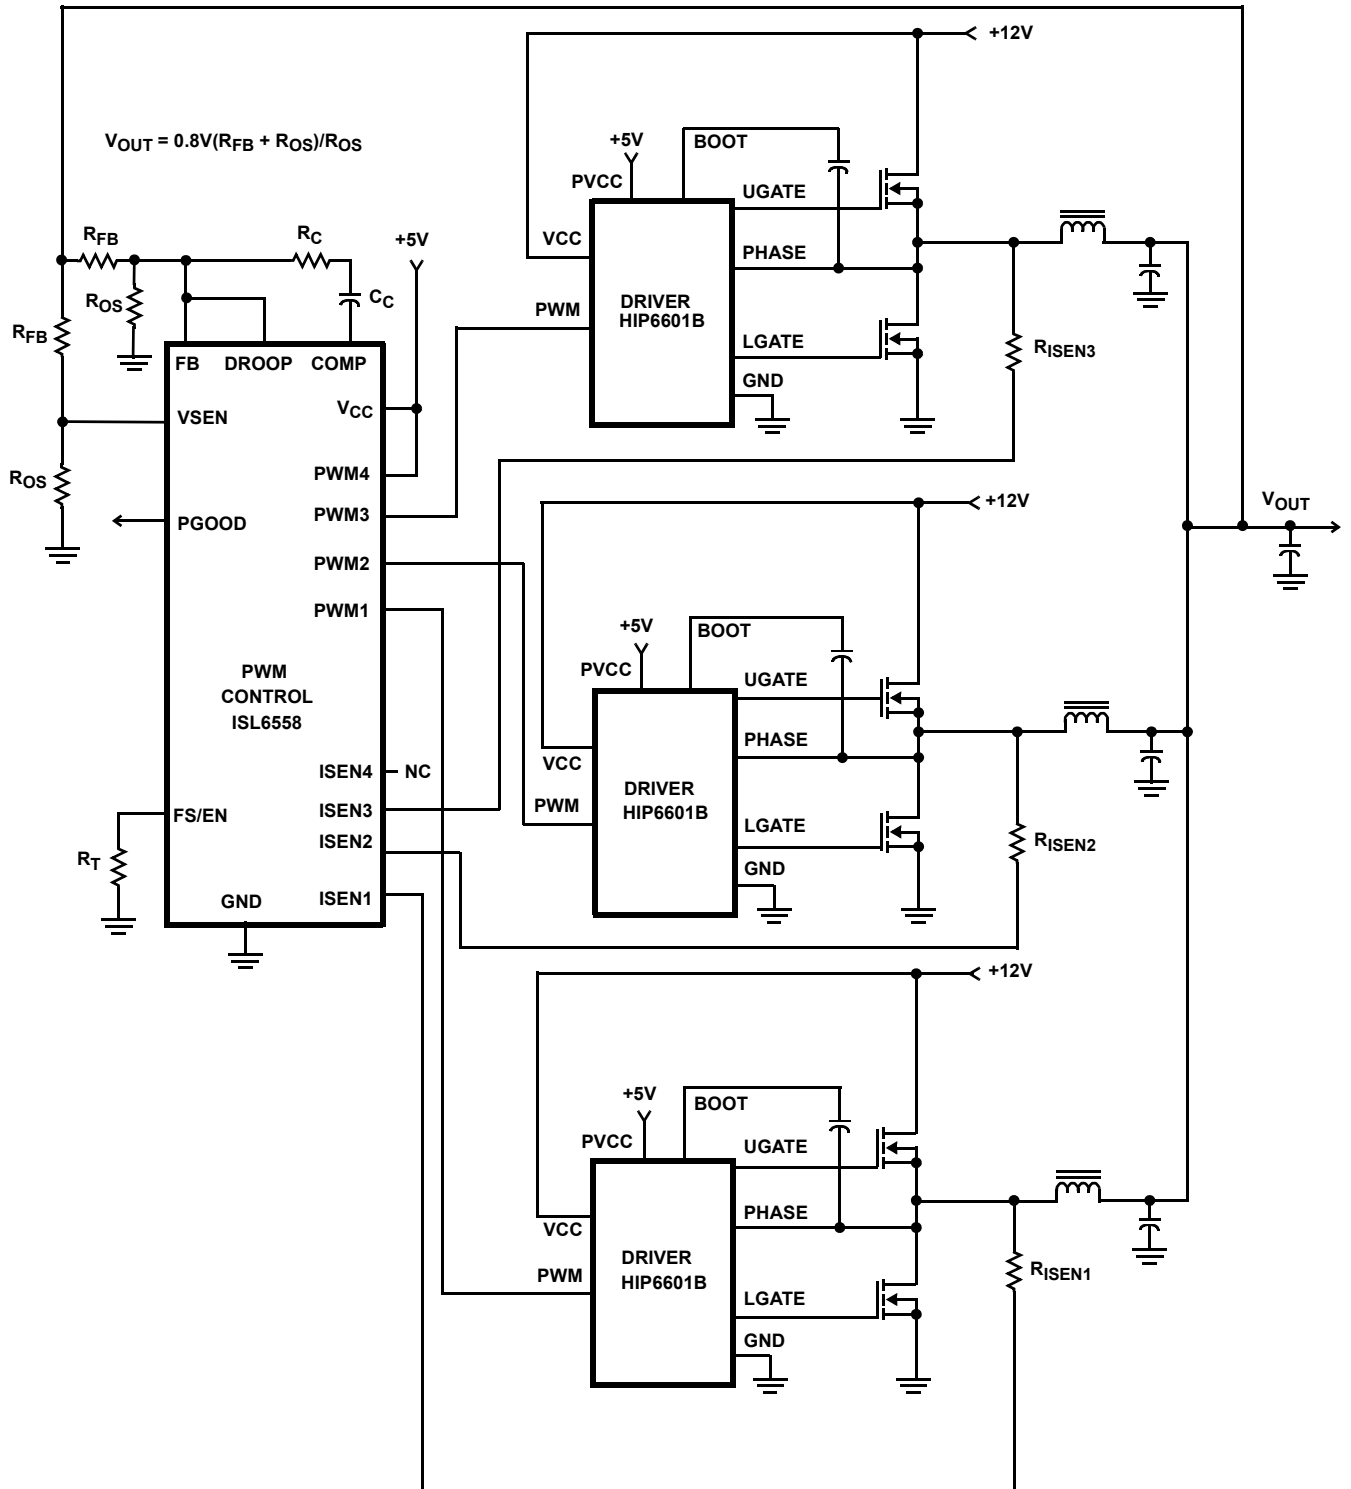 +12V
VOUT = 0.8V(RFB + ROS)/ROS
+5V
BOOT
PVCC
UGATE
VCC
PHASE
PWM
DRIVER
HIP6601B
LGATE
GND
RISEN3
RFB
RC
+5V
ROS
CC
RFB
FB
DROOP
COMP
VSEN
VCC
ROS
PWM4
PGOOD
PWM3
PWM2
PWM1
PWM
CONTROL
ISL6558
ISEN4
NC
ISEN3
FS/EN
ISEN2
RT
GND
ISEN1
+12V
VOUT
+5V
BOOT
PVCC
UGATE
PHASE
VCC
DRIVER
HIP6601B
PWM
LGATE
GND
RISEN2
+12V
+5V
BOOT
PVCC
UGATE
PHASE
VCC
DRIVER
HIP6601B
PWM
LGATE
GND
RISEN1